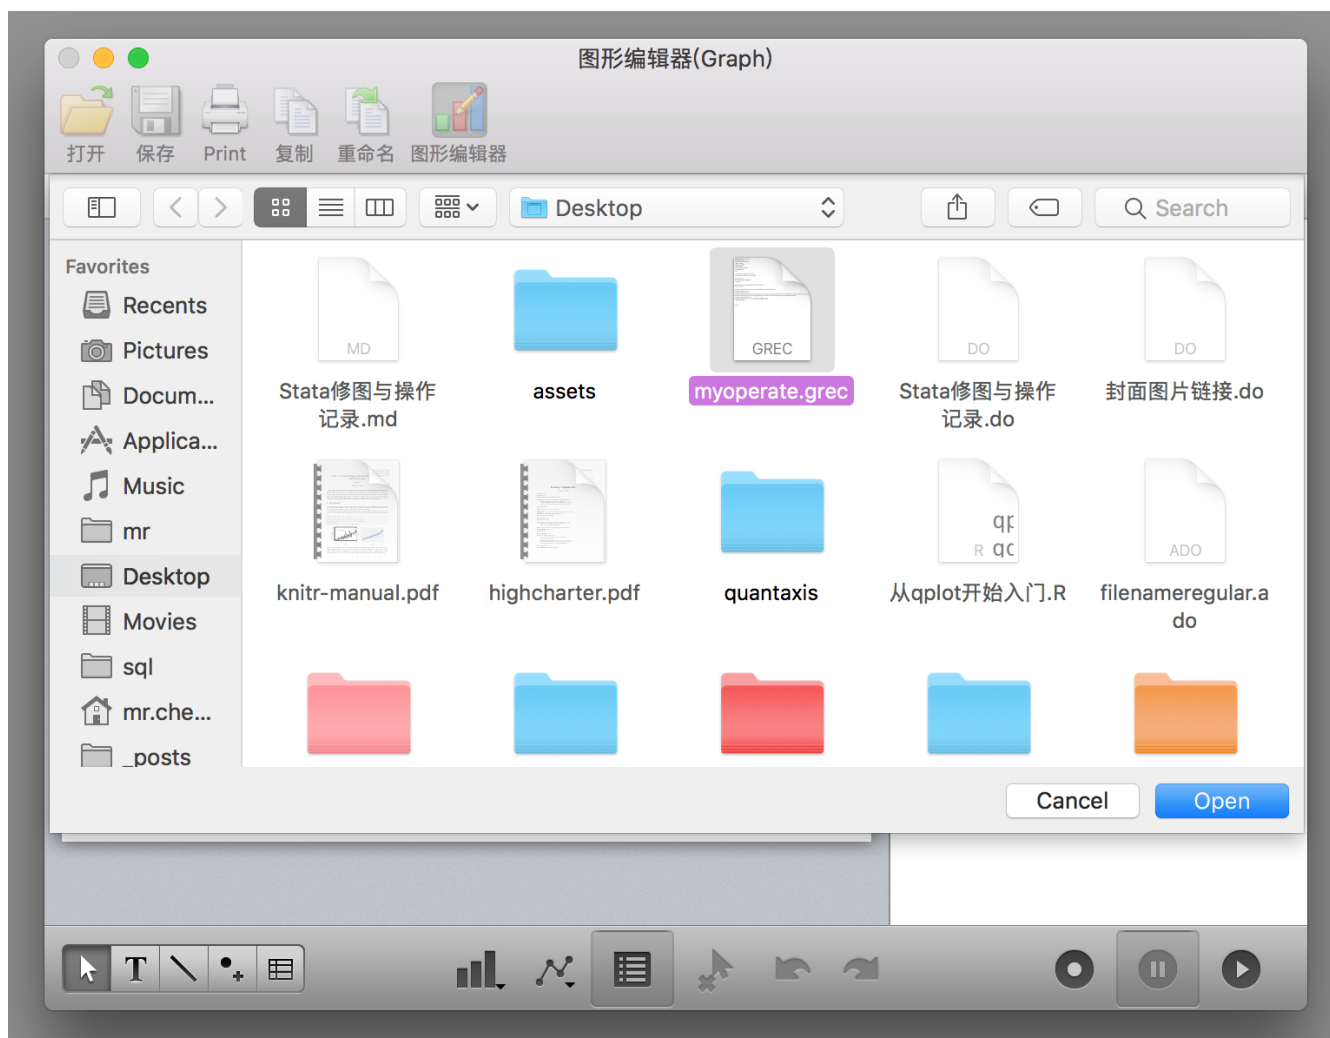 图形编辑器(Graph)
打开 保存 Print 复制 重命名 图形编辑器
Desktop Search
Favorites
Recents
Pictures
Docum...
Applica...
Music
mr
Desktop
Movies
sql
mr.che...
_posts
MD GREC DO DO
Stata修图与操作 assets myoperate.grec Stata修图与操作 封面图片链接.do
记录.md 记录.do
qp
R qc ADO
knitr-manual.pdf highcharter.pdf quantaxis 从qplot开始入门.R filenameregular.a
do
Cancel Open
T